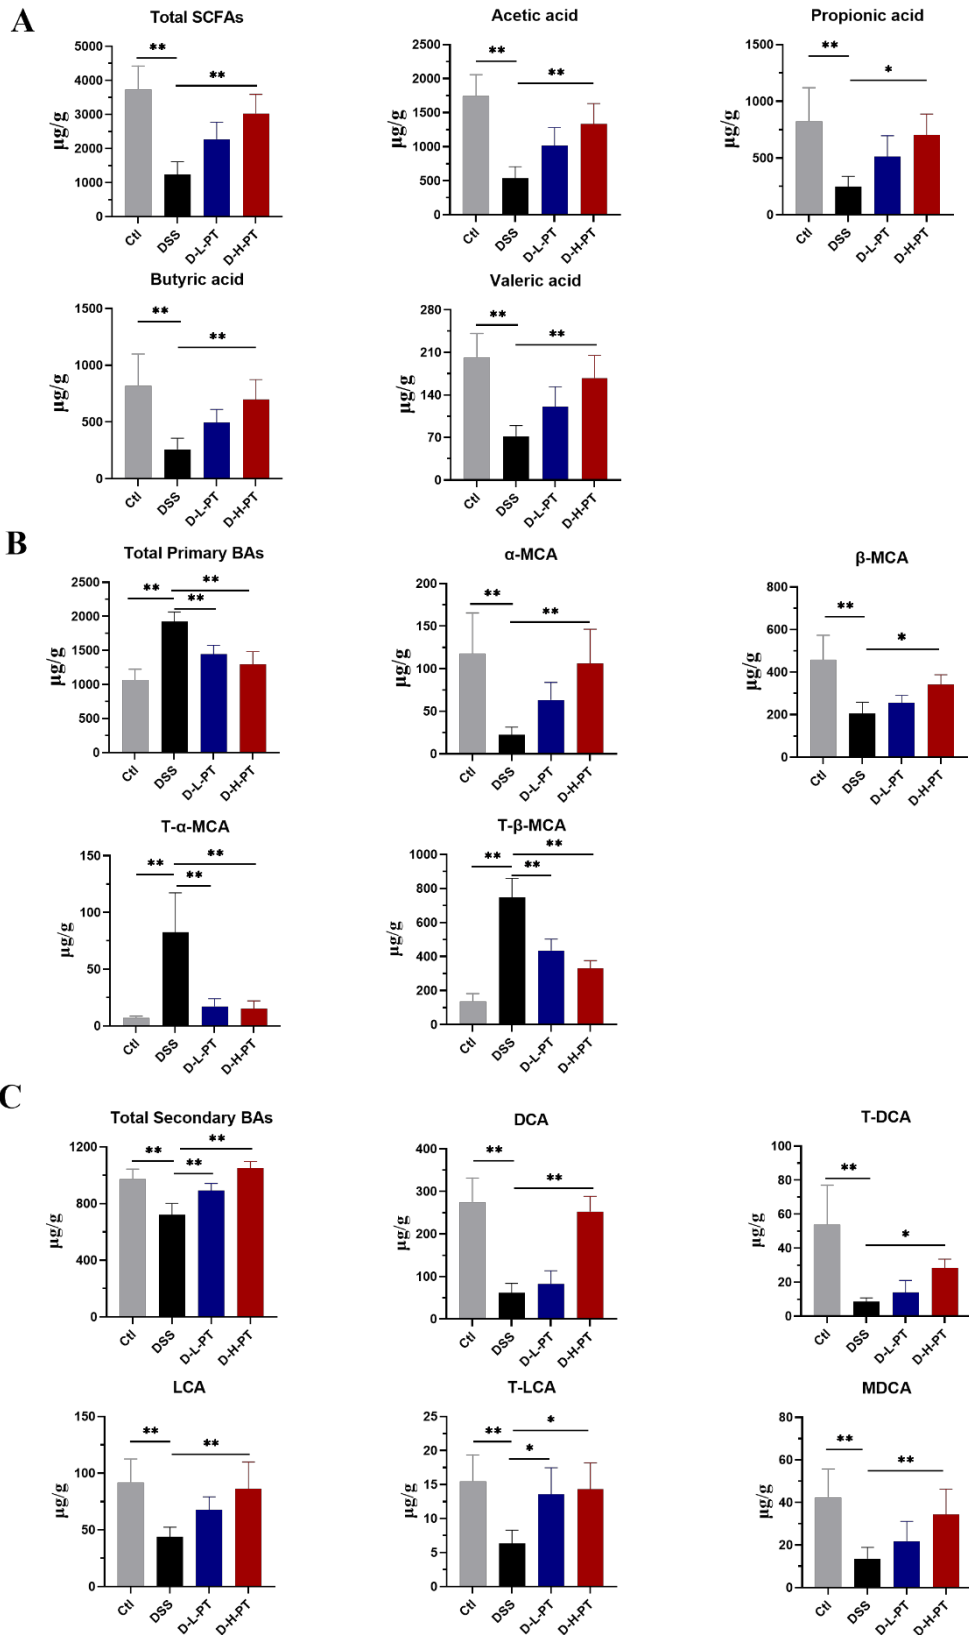 A
Total SCFAs
Acetic acid
Propionic acid
µg/g
5000
4000
3000
2000
1000
0
**
**
Ctl
DSS
D-L-PT
D-H-PT
µg/g
2500
2000
1500
1000
500
0
**
**
Ctl
DSS
D-L-PT
D-H-PT
µg/g
1500
1000
500
0
**
*
Ctl
DSS
D-L-PT
D-H-PT
Butyric acid
Valeric acid
µg/g
1500
1000
500
0
**
**
Ctl
DSS
D-L-PT
D-H-PT
µg/g
280
210
140
70
0
**
**
Ctl
DSS
D-L-PT
D-H-PT
B
Total Primary BAs
α-MCA
β-MCA
µg/g
2500
2000
1500
1000
500
0
**
**
**
Ctl
DSS
D-L-PT
D-H-PT
µg/g
200
150
100
50
0
**
**
Ctl
DSS
D-L-PT
D-H-PT
µg/g
800
600
400
200
0
**
*
Ctl
DSS
D-L-PT
D-H-PT
T-α-MCA
T-β-MCA
µg/g
150
100
50
0
**
**
**
Ctl
DSS
D-L-PT
D-H-PT
µg/g
1000
800
600
400
200
0
**
**
**
Ctl
DSS
D-L-PT
D-H-PT
C
Total Secondary BAs
DCA
T-DCA
µg/g
1200
800
400
0
**
**
**
Ctl
DSS
D-L-PT
D-H-PT
µg/g
400
300
200
100
0
**
**
Ctl
DSS
D-L-PT
D-H-PT
µg/g
100
80
60
40
20
0
**
*
Ctl
DSS
D-L-PT
D-H-PT
LCA
T-LCA
MDCA
µg/g
150
100
50
0
**
**
Ctl
DSS
D-L-PT
D-H-PT
µg/g
25
20
15
10
5
0
**
*
*
Ctl
DSS
D-L-PT
D-H-PT
µg/g
80
60
40
20
0
**
**
Ctl
DSS
D-L-PT
D-H-PT